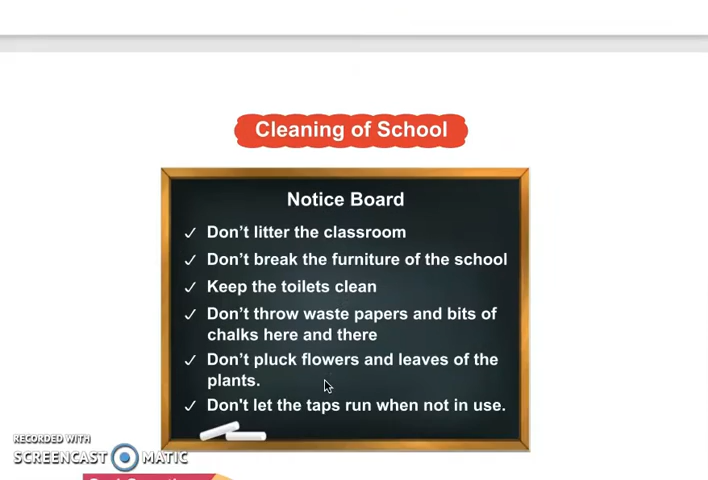 Cleaning of School
Notice Board
✓ Don't litter the classroom
✓ Don't break the furniture of the school
✓ Keep the toilets clean
✓ Don't throw waste papers and bits of
chalks here and there
✓ Don't pluck flowers and leaves of the
plants.
✓ Don't let the taps run when not in use.
RECORDED WITH
SCREENCAST MATIC